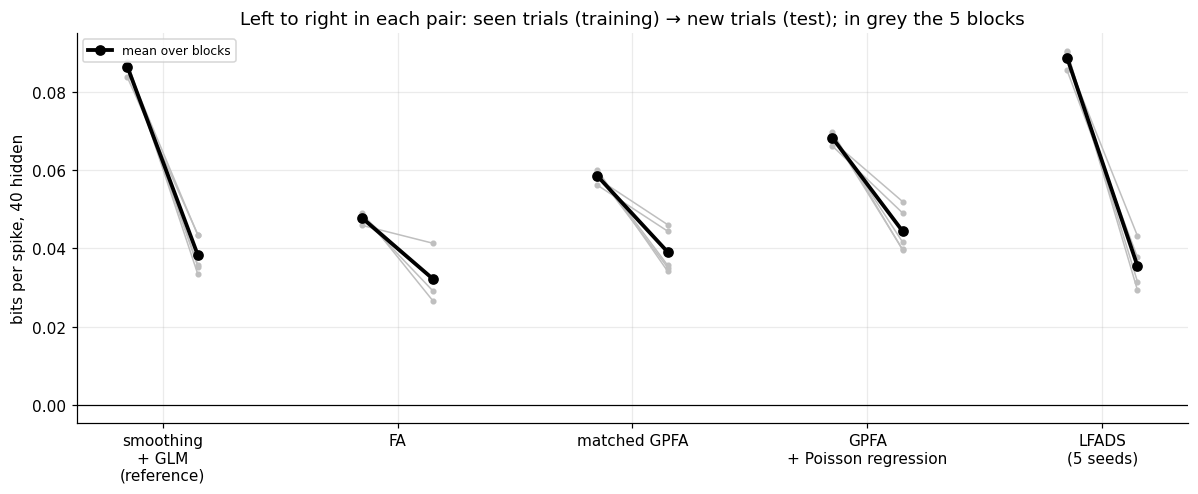 Left to right in each pair: seen trials (training) → new trials (test); in grey the 5 blocks
mean over blocks
bits per spike, 40 hidden
0.08
0.06
0.04
0.02
0.00
smoothing
+ GLM
(reference)
FA
matched GPFA
GPFA
+ Poisson regression
LFADS
(5 seeds)